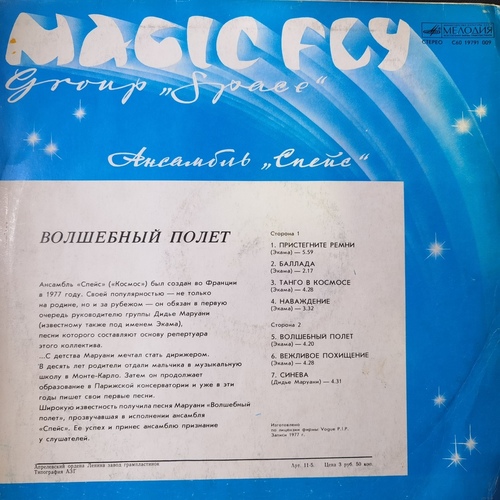 MAGIC FLY
МЕЛОДИЯ
СТЕРЕО С60 19791 009
Group „Space“
Ансамбль „Спейс“
ВОЛШЕБНЫЙ ПОЛЕТ
Ансамбль «Спейс» («Космос») был создан во Франции
в 1977 году. Своей популярностью — не только
на родине, но и за рубежом — он обязан в первую
очередь руководителю группы Дидье Маруани
(известному также под именем Экама),
песни которого составляют основу репертуара
этого коллектива.
...С детства Маруани мечтал стать дирижером.
В десять лет родители отдали мальчика в музыкальную
школу в Монте-Карло. Затем он продолжает
образование в Парижской консерватории и уже в эти
годы пишет свои первые песни.
Широкую известность получила песня Маруани «Волшебный
полет», прозвучавшая в исполнении ансамбля
«Спейс». Ее успех и принес ансамблю признание
у слушателей.
Сторона 1
1. ПРИСТЕГНИТЕ РЕМНИ
(Экама) — 5.59
2. БАЛЛАДА
(Экама) — 2.17
3. ТАНГО В КОСМОСЕ
(Экама) — 4.28
4. НАВАЖДЕНИЕ
(Экама) — 3.32
Сторона 2
5. ВОЛШЕБНЫЙ ПОЛЕТ
(Экама) — 4.20
6. ВЕЖЛИВОЕ ПОХИЩЕНИЕ
(Экама) — 4.28
7. СИНЕВА
(Дидье Маруани) — 4.31
Изготовлено
по лицензии фирмы Vogue P.I.P.
Записи 1977 г.
Апрелевский ордена Ленина завод грампластинок
Типография АЗГ
Арт. 11-5. Цена 3 руб. 50 коп.